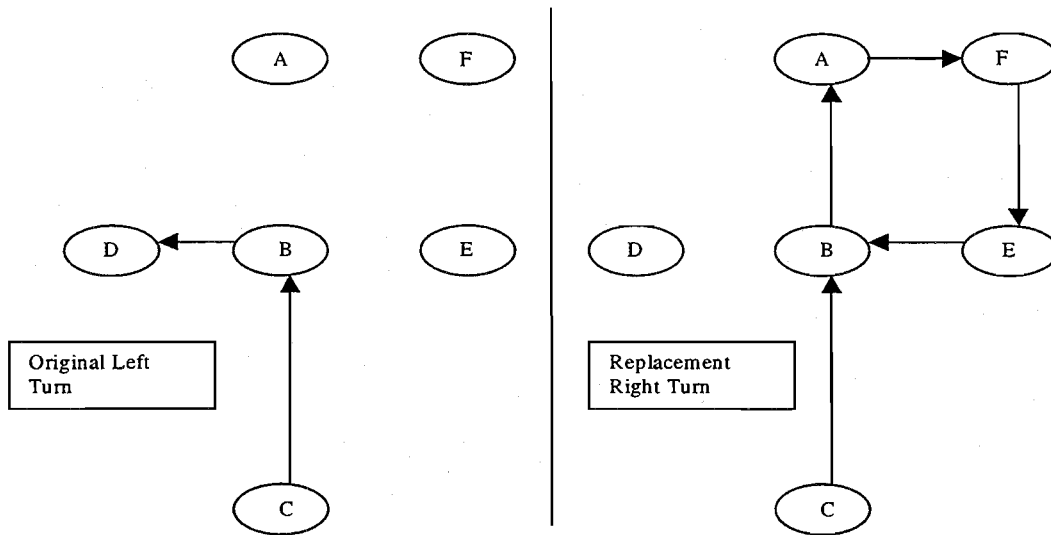 A F
D B E
Original Left
Turn
C
A F
D B E
Replacement
Right Turn
C